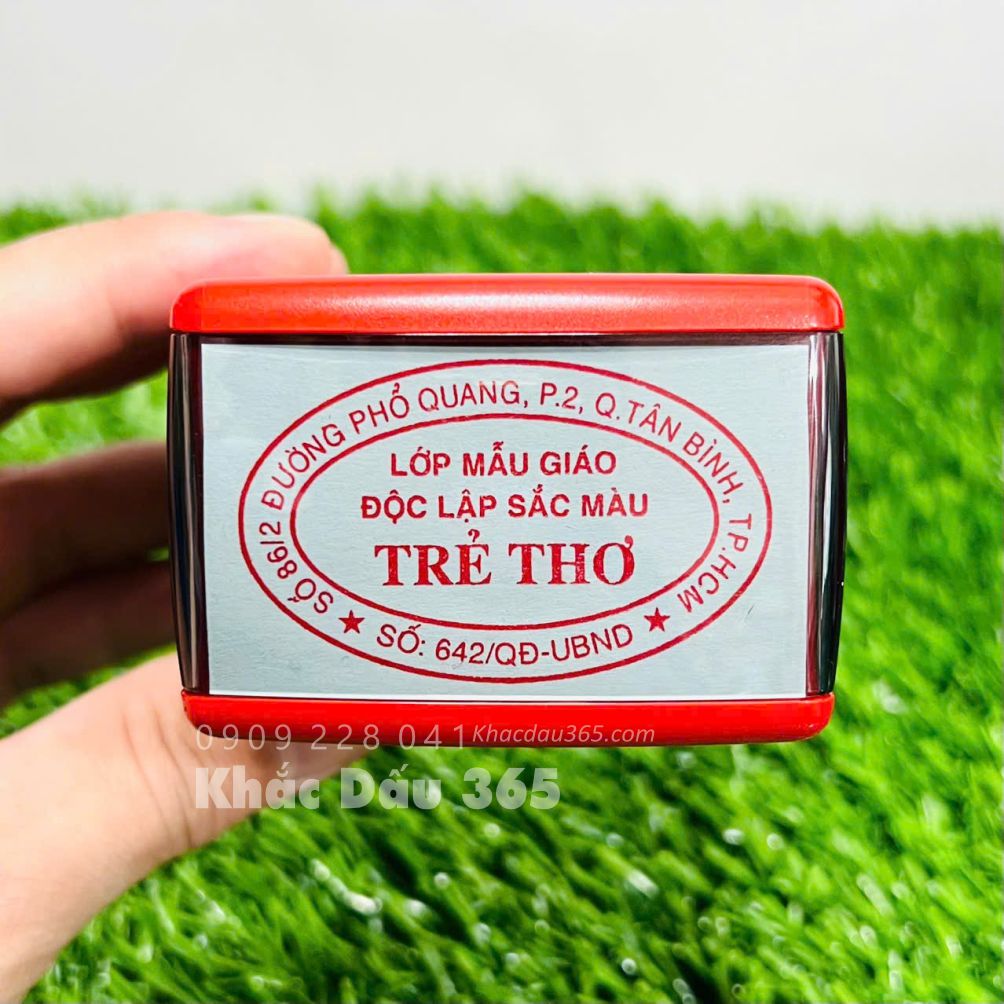 SỐ 86/2 ĐƯỜNG PHỔ QUANG, P.2, Q.TÂN BÌNH, TP.HCM
LỚP MẪU GIÁO
ĐỘC LẬP SẮC MÀU
TRẺ THƠ
★ SỐ: 642/QĐ-UBND ★
0909 228 041 Khacdau365.com
Khắc Dấu 365